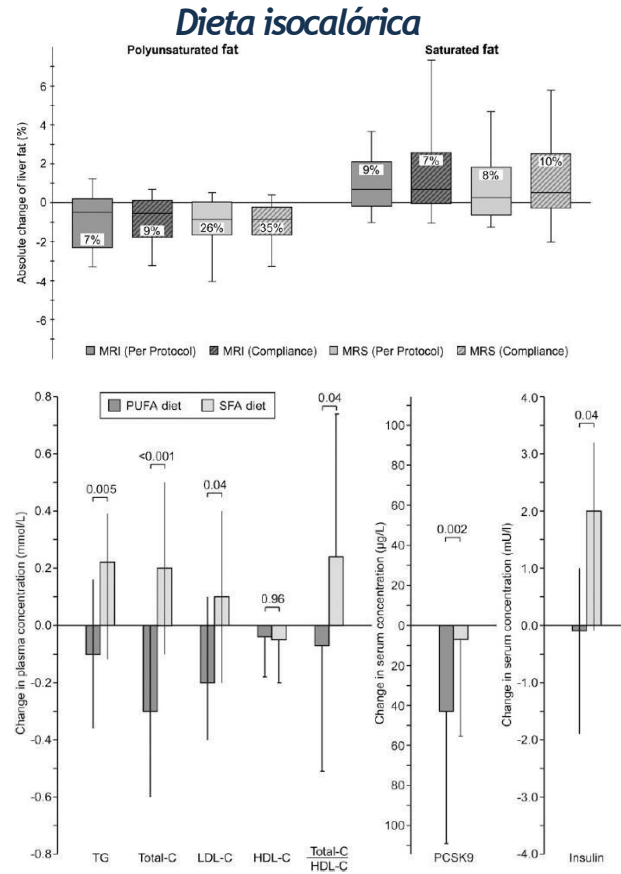 Dieta isocalórica
Polyunsaturated fat
Saturated fat
Absolute change of liver fat (%)
6
4
2
0
-2
-4
-6
7%
9%
26%
35%
9%
7%
8%
10%
MRI (Per Protocol)
MRI (Compliance)
MRS (Per Protocol)
MRS (Compliance)
Change in plasma concentration (mmol/L)
0.8
0.6
0.4
0.2
0.0
-0.2
-0.4
-0.6
-0.8
PUFA diet
SFA diet
0.005
<0.001
0.04
0.96
0.04
TG
Total-C
LDL-C
HDL-C
Total-C
HDL-C
Change in serum concentration (µg/L)
100
80
60
40
20
0
20
40
60
80
100
0.002
PCSK9
Change in serum concentration (mU/l)
4.0
3.0
2.0
1.0
0.0
-1.0
-2.0
-3.0
-4.0
0.04
Insulin